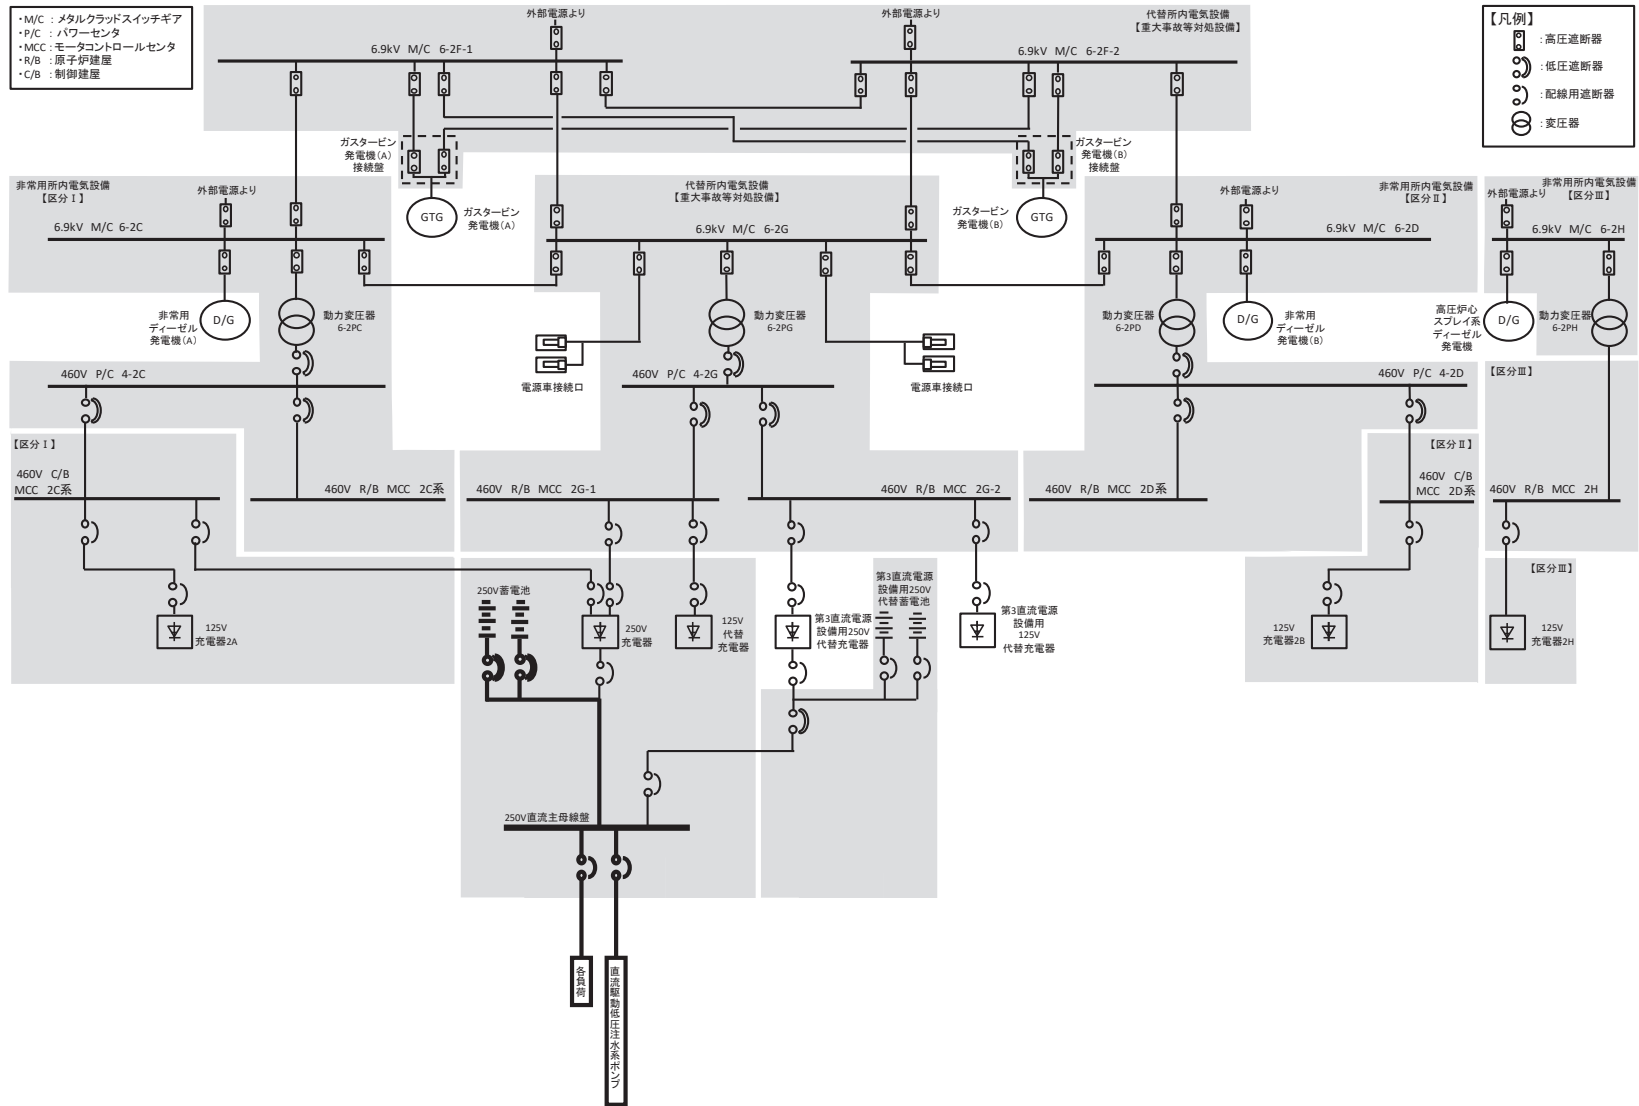 ・M/C ：メタルクラッドスイッチギア
・P/C ：パワーセンタ
・MCC：モータコントロールセンタ
・R/B ：原子炉建屋
・C/B ：制御建屋
外部電源より
外部電源より
代替所内電気設備
【重大事故等対処設備】
6.9kV M/C 6-2F-1
6.9kV M/C 6-2F-2
【凡例】
：高圧遮断器
：低圧遮断器
：配線用遮断器
：変圧器
ガスタービン
発電機(A)
接続盤
ガスタービン
発電機(B)
接続盤
非常用所内電気設備
【区分Ⅰ】
外部電源より
6.9kV M/C 6-2C
GTG
ガスタービン
発電機(A)
代替所内電気設備
【重大事故等対処設備】
6.9kV M/C 6-2G
ガスタービン
発電機(B)
GTG
外部電源より
非常用所内電気設備
【区分Ⅱ】
6.9kV M/C 6-2D
非常用所内電気設備
【区分Ⅲ】
外部電源より
6.9kV M/C 6-2H
非常用
ディーゼル
発電機(A)
D/G
動力変圧器
6-2PC
動力変圧器
6-2PG
動力変圧器
6-2PD
D/G
非常用
ディーゼル
発電機(B)
高圧炉心
スプレイ系
ディーゼル
発電機
D/G
動力変圧器
6-2PH
電源車接続口
電源車接続口
460V P/C 4-2C
460V P/C 4-2G
460V P/C 4-2D
【区分Ⅲ】
【区分Ⅰ】
460V C/B
MCC 2C系
460V R/B MCC 2C系
460V R/B MCC 2G-1
460V R/B MCC 2G-2
460V R/B MCC 2D系
【区分Ⅱ】
460V C/B
MCC 2D系
460V R/B MCC 2H
125V
充電器2A
250V蓄電池
250V
充電器
125V
代替
充電器
第3直流電源
設備用250V
代替充電器
第3直流電源
設備用250V
代替蓄電池
第3直流電源
設備用
125V
代替充電器
125V
充電器2B
【区分Ⅲ】
125V
充電器2H
250V直流主母線盤
各負荷
直流駆動低圧注水系ポンプ